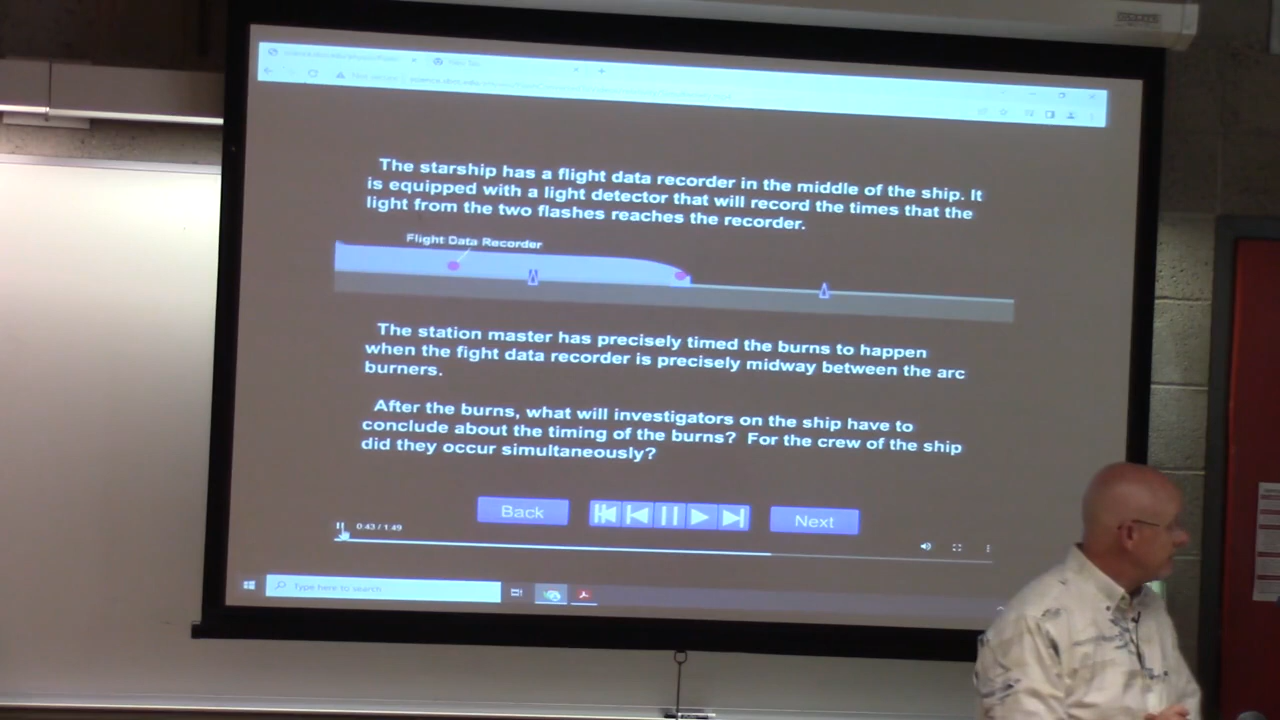 New Tab
The starship has a flight data recorder in the middle of the ship. It
is equipped with a light detector that will record the times that the
light from the two flashes reaches the recorder.
Flight Data Recorder
The station master has precisely timed the burns to happen
when the fight data recorder is precisely midway between the arc
burners.
After the burns, what will investigators on the ship have to
conclude about the timing of the burns? For the crew of the ship
did they occur simultaneously?
Back
Next
0:43 / 1:49
Type here to search